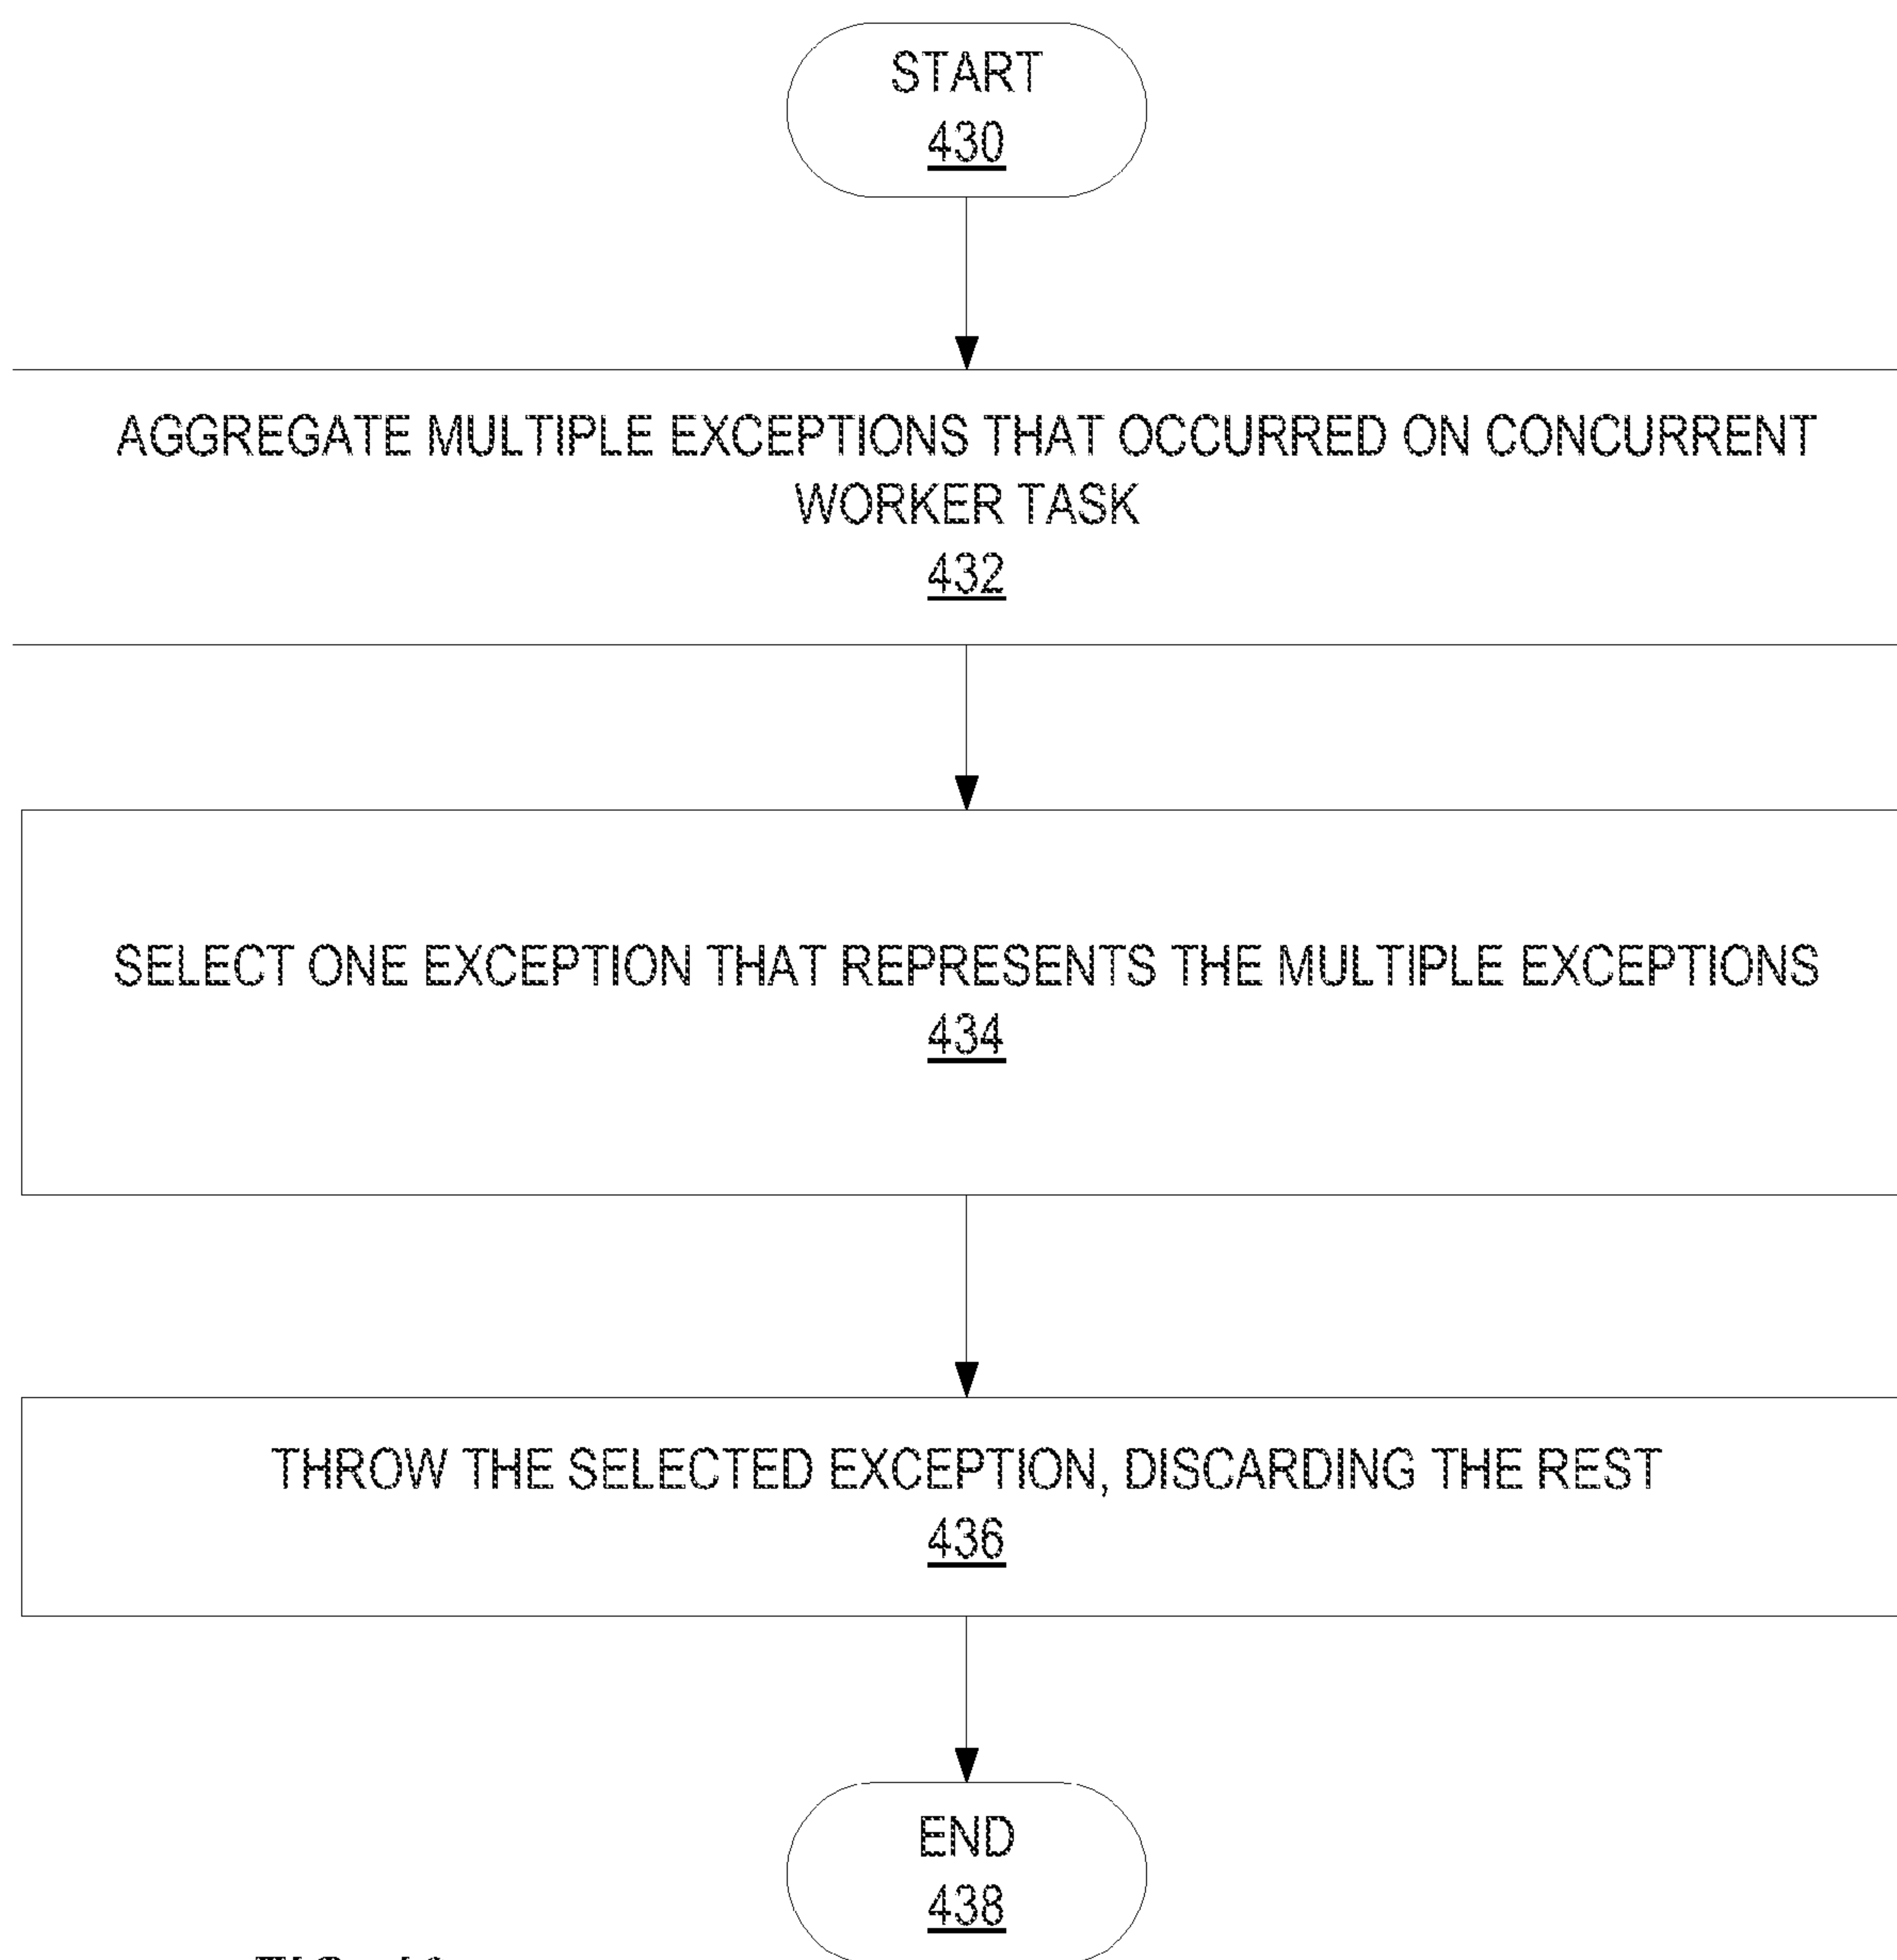 START
430
AGGREGATE MULTIPLE EXCEPTIONS THAT OCCURRED ON CONCURRENT
WORKER TASK
432
SELECT ONE EXCEPTION THAT REPRESENTS THE MULTIPLE EXCEPTIONS
434
THROW THE SELECTED EXCEPTION, DISCARDING THE REST
436
END
438